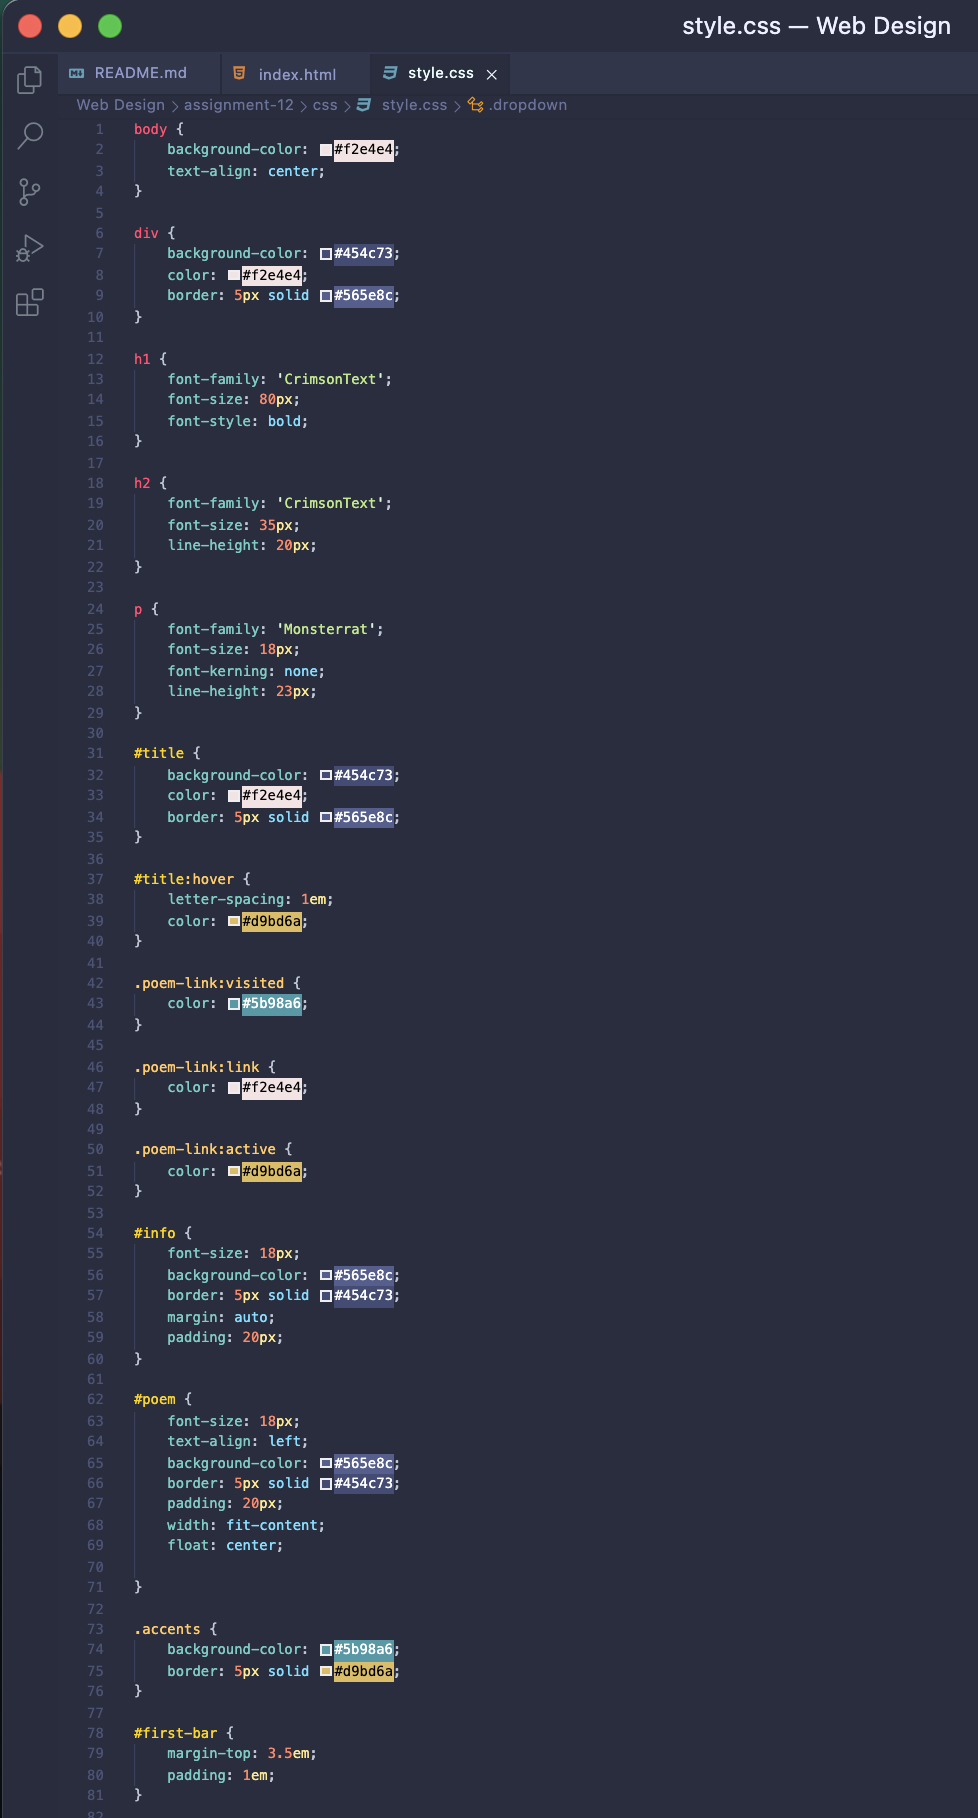 style.css — Web Design
README.md index.html style.css ×
Web Design > assignment-12 > css > style.css > .dropdown
1 body {
2 background-color: #f2e4e4;
3 text-align: center;
4 }
5
6 div {
7 background-color: #454c73;
8 color: #f2e4e4;
9 border: 5px solid #565e8c;
10 }
11
12 h1 {
13 font-family: 'CrimsonText';
14 font-size: 80px;
15 font-style: bold;
16 }
17
18 h2 {
19 font-family: 'CrimsonText';
20 font-size: 35px;
21 line-height: 20px;
22 }
23
24 p {
25 font-family: 'Monsterrat';
26 font-size: 18px;
27 font-kerning: none;
28 line-height: 23px;
29 }
30
31 #title {
32 background-color: #454c73;
33 color: #f2e4e4;
34 border: 5px solid #565e8c;
35 }
36
37 #title:hover {
38 letter-spacing: 1em;
39 color: #d9bd6a;
40 }
41
42 .poem-link:visited {
43 color: #5b98a6;
44 }
45
46 .poem-link:link {
47 color: #f2e4e4;
48 }
49
50 .poem-link:active {
51 color: #d9bd6a;
52 }
53
54 #info {
55 font-size: 18px;
56 background-color: #565e8c;
57 border: 5px solid #454c73;
58 margin: auto;
59 padding: 20px;
60 }
61
62 #poem {
63 font-size: 18px;
64 text-align: left;
65 background-color: #565e8c;
66 border: 5px solid #454c73;
67 padding: 20px;
68 width: fit-content;
69 float: center;
70
71 }
72
73 .accents {
74 background-color: #5b98a6;
75 border: 5px solid #d9bd6a;
76 }
77
78 #first-bar {
79 margin-top: 3.5em;
80 padding: 1em;
81 }
82